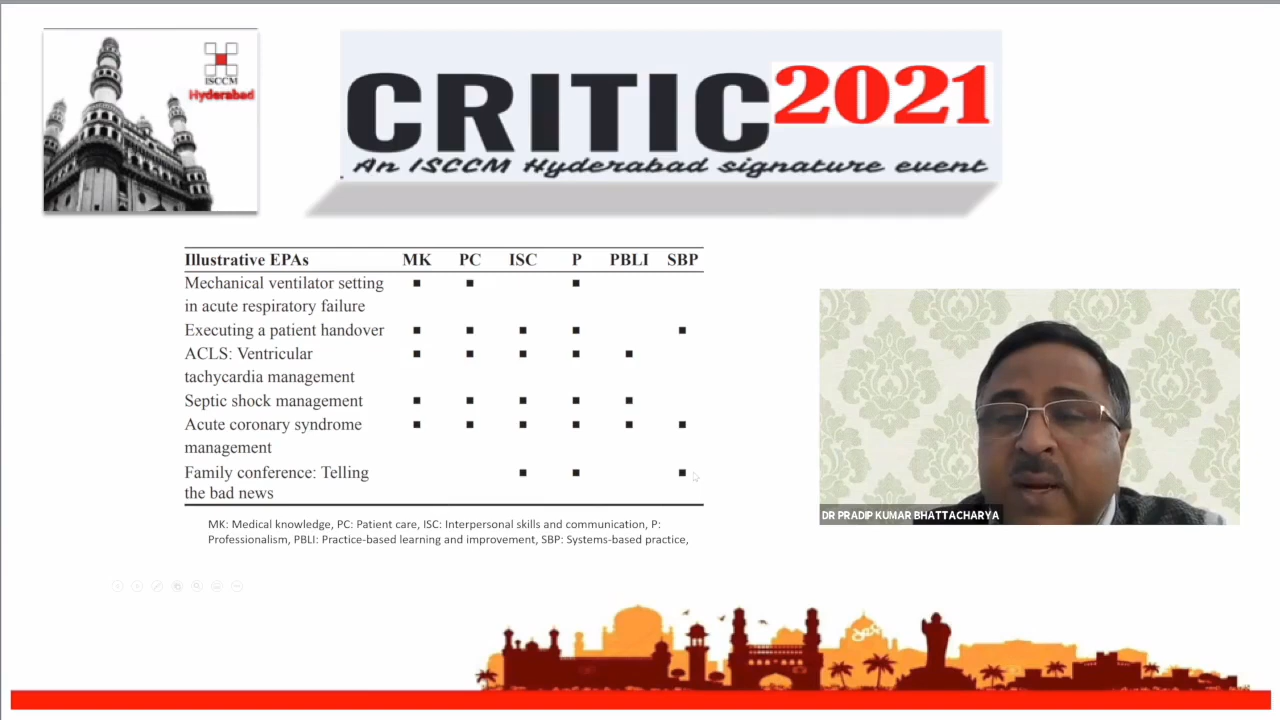 ISCCM
Hyderabad
CRITIC 2021
An ISCCM Hyderabad signature event
Illustrative EPAs MK PC ISC P PBLI SBP
Mechanical ventilator setting ■ ■ ■
in acute respiratory failure
Executing a patient handover ■ ■ ■ ■ ■
ACLS: Ventricular ■ ■ ■ ■ ■
tachycardia management
Septic shock management ■ ■ ■ ■ ■
Acute coronary syndrome ■ ■ ■ ■ ■ ■
management
Family conference: Telling ■ ■ ■
the bad news
MK: Medical knowledge, PC: Patient care, ISC: Interpersonal skills and communication, P:
Professionalism, PBLI: Practice-based learning and improvement, SBP: Systems-based practice,
DR PRADIP KUMAR BHATTACHARYA